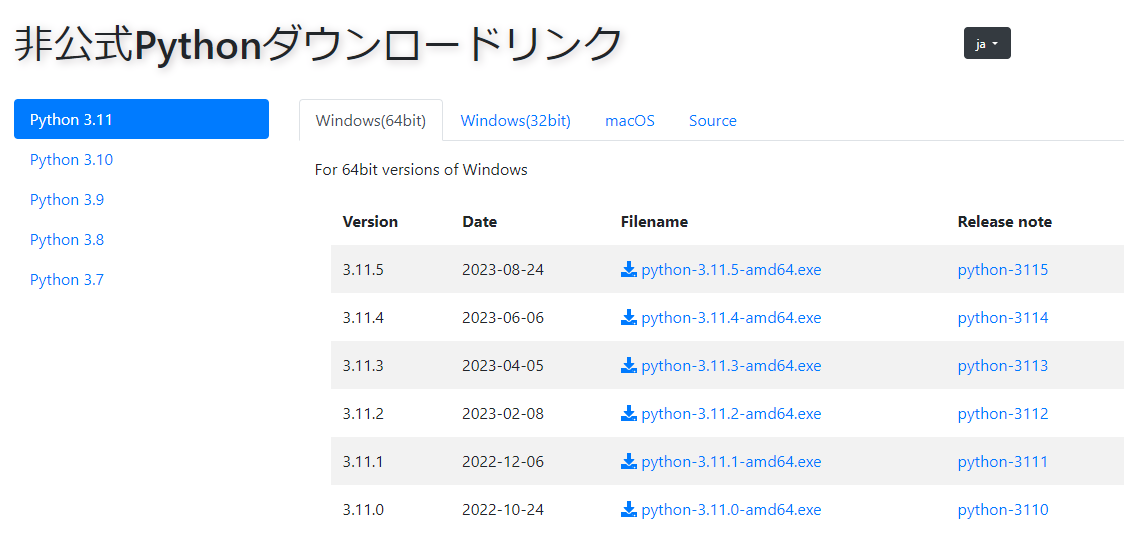 非公式Pythonダウンロードリンク
ja
Python 3.11
Python 3.10
Python 3.9
Python 3.8
Python 3.7
Windows(64bit) Windows(32bit) macOS Source
For 64bit versions of Windows
Version Date Filename Release note
3.11.5 2023-08-24 python-3.11.5-amd64.exe python-3115
3.11.4 2023-06-06 python-3.11.4-amd64.exe python-3114
3.11.3 2023-04-05 python-3.11.3-amd64.exe python-3113
3.11.2 2023-02-08 python-3.11.2-amd64.exe python-3112
3.11.1 2022-12-06 python-3.11.1-amd64.exe python-3111
3.11.0 2022-10-24 python-3.11.0-amd64.exe python-3110